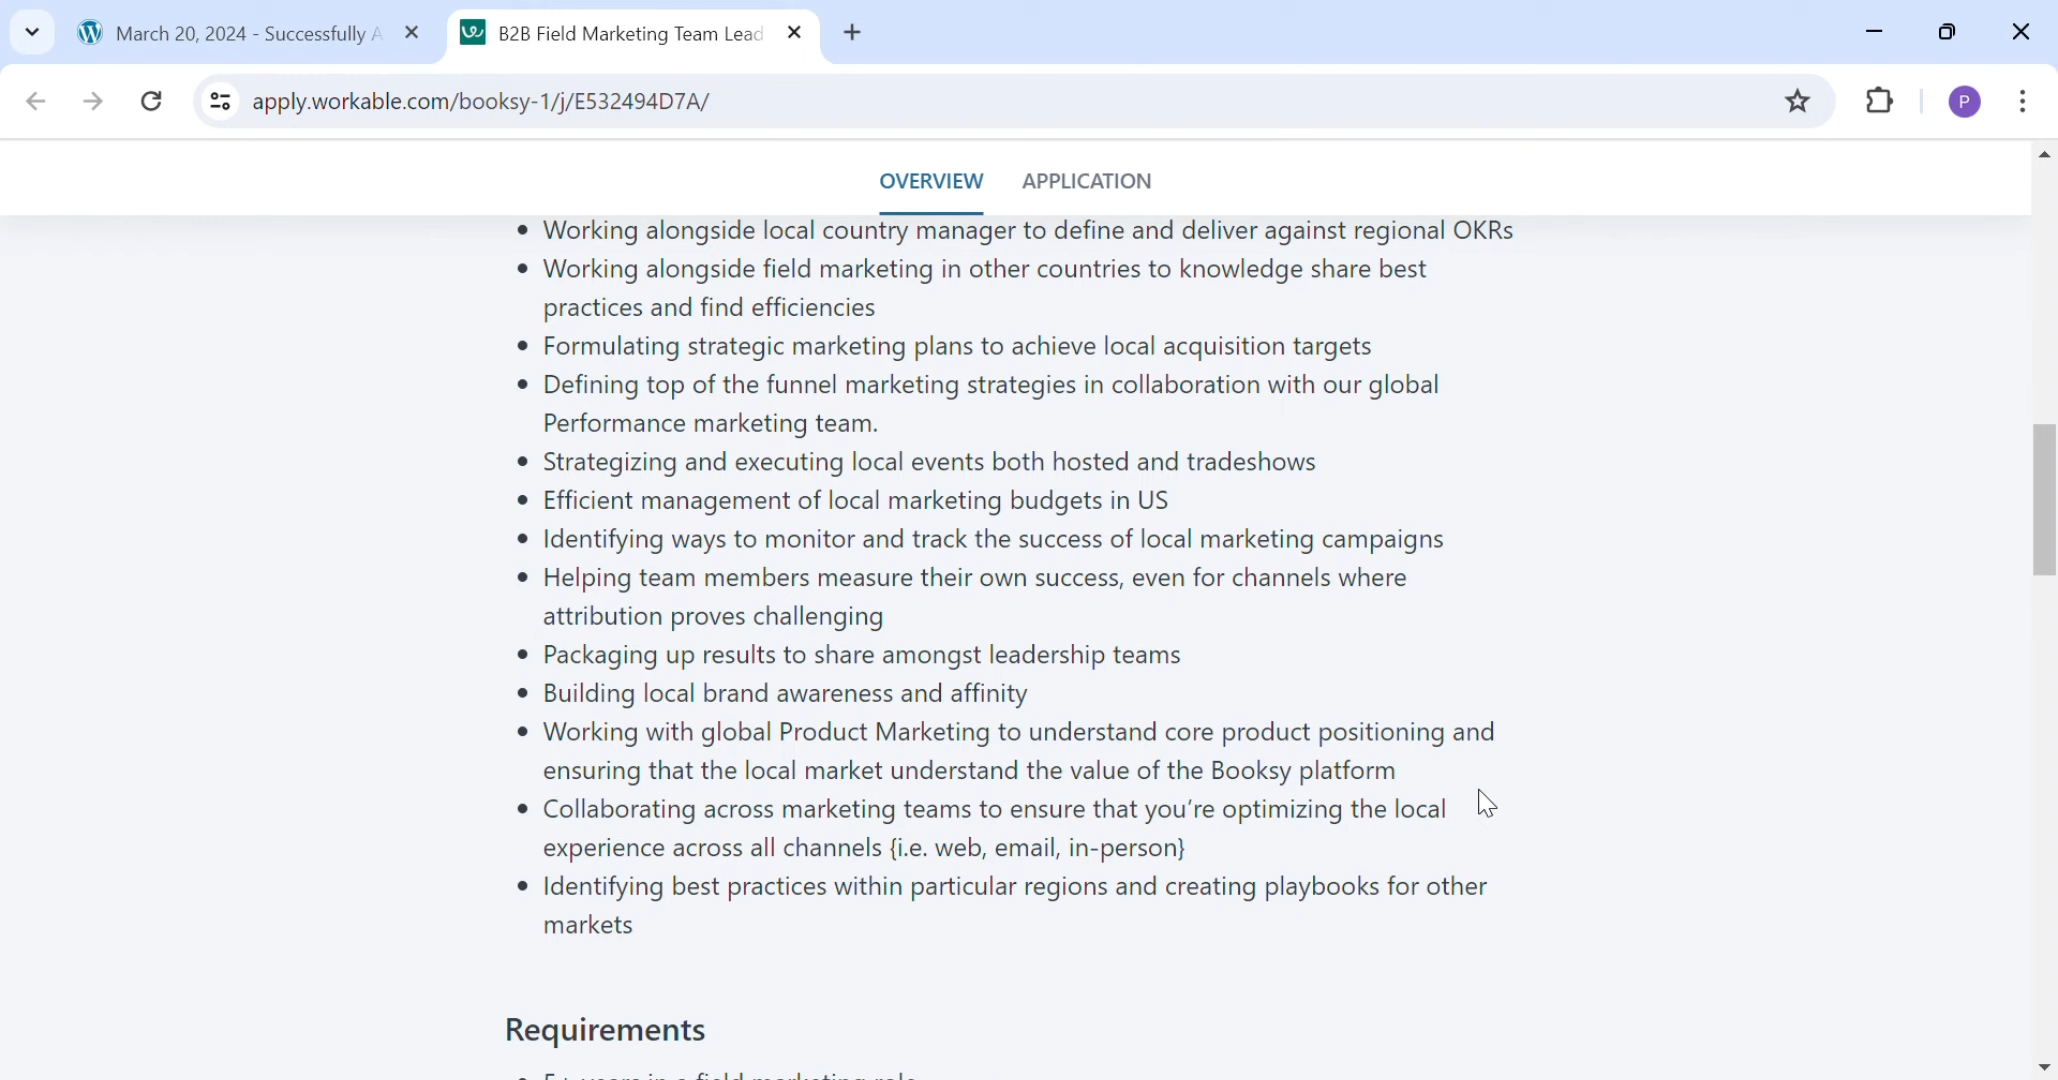 March 20, 2024 - Successfully A
B2B Field Marketing Team Lead
apply.workable.com/booksy-1/j/E532494D7A/
P
OVERVIEW APPLICATION
• Working alongside local country manager to define and deliver against regional OKRs
• Working alongside field marketing in other countries to knowledge share best
practices and find efficiencies
• Formulating strategic marketing plans to achieve local acquisition targets
• Defining top of the funnel marketing strategies in collaboration with our global
Performance marketing team.
• Strategizing and executing local events both hosted and tradeshows
• Efficient management of local marketing budgets in US
• Identifying ways to monitor and track the success of local marketing campaigns
• Helping team members measure their own success, even for channels where
attribution proves challenging
• Packaging up results to share amongst leadership teams
• Building local brand awareness and affinity
• Working with global Product Marketing to understand core product positioning and
ensuring that the local market understand the value of the Booksy platform
• Collaborating across marketing teams to ensure that you're optimizing the local
experience across all channels {i.e. web, email, in-person}
• Identifying best practices within particular regions and creating playbooks for other
markets
Requirements
• 5+ years in a field marketing role